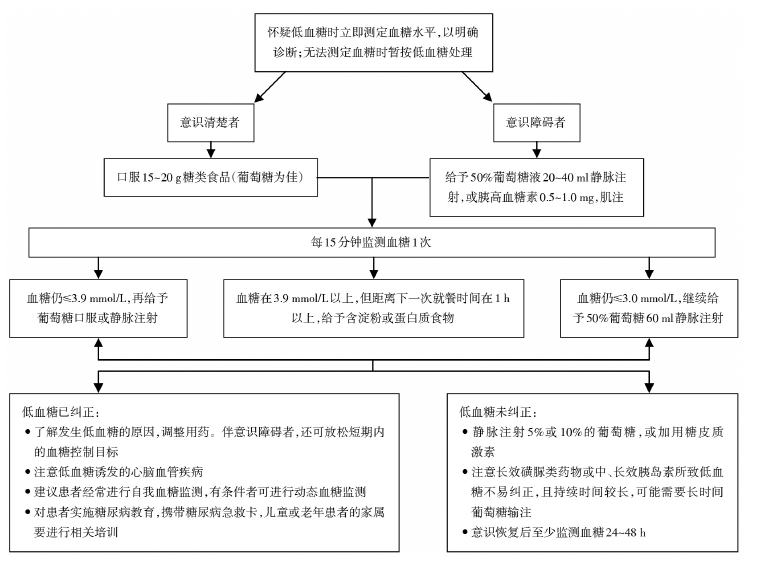 怀疑低血糖时立即测定血糖水平,以明确
诊断;无法测定血糖时暂按低血糖处理
意识清楚者
意识障碍者
口服15~20 g糖类食品(葡萄糖为佳)
给予50%葡萄糖液20~40 ml静脉注
射,或胰高血糖素0.5~1.0 mg,肌注
每15分钟监测血糖1次
血糖仍≤3.9 mmol/L,再给予
葡萄糖口服或静脉注射
血糖在3.9 mmol/L以上,但距离下一次就餐时间在1 h
以上,给予含淀粉或蛋白质食物
血糖仍≤3.0 mmol/L,继续给
予50%葡萄糖60 ml静脉注射
低血糖已纠正:
●了解发生低血糖的原因,调整用药。伴意识障碍者,还可放松短期内
的血糖控制目标
●注意低血糖诱发的心脑血管疾病
●建议患者经常进行自我血糖监测,有条件者可进行动态血糖监测
●对患者实施糖尿病教育,携带糖尿病急救卡,儿童或老年患者的家属
要进行相关培训
低血糖未纠正:
●静脉注射5%或10%的葡萄糖,或加用糖皮质
激素
●注意长效磺脲类药物或中、长效胰岛素所致低血
糖不易纠正,且持续时间较长,可能需要长时间
葡萄糖输注
●意识恢复后至少监测血糖24~48 h